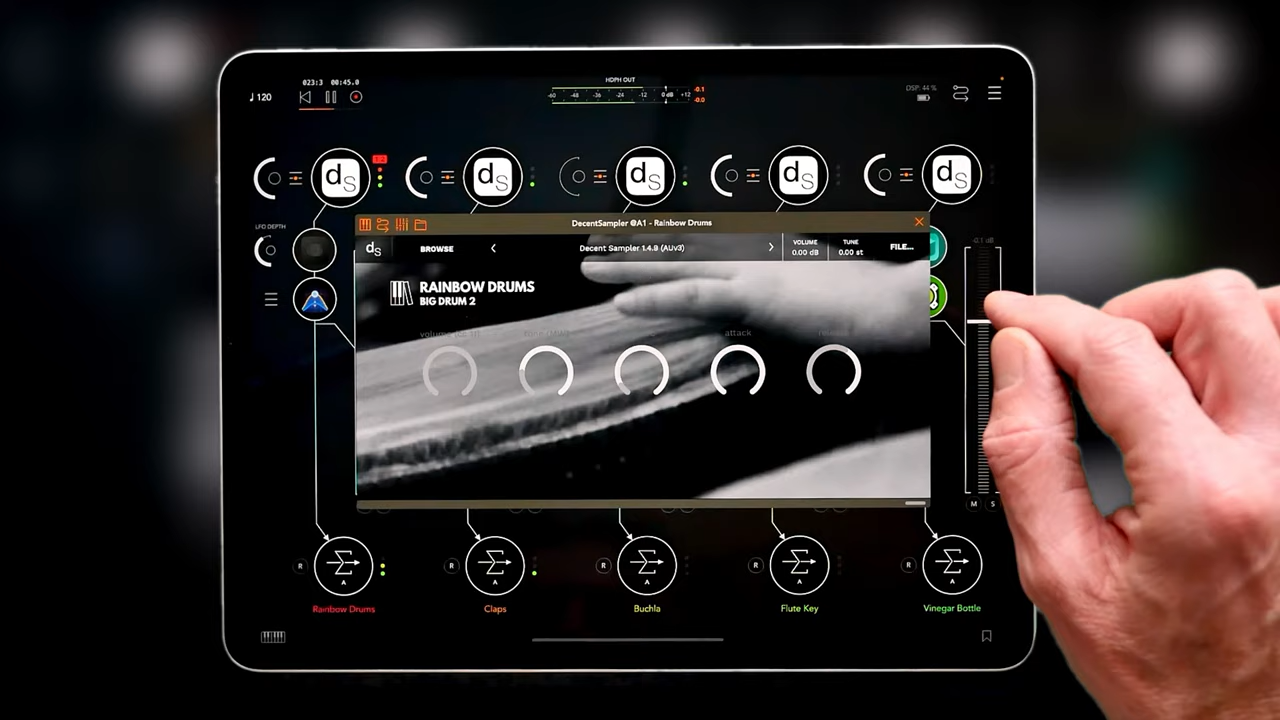 023:3 00:45.0
♩120
HDPH OUT
-60 -48 -36 -24 -12 0 dB +12
-0.1
-0.0
DSP: 44 %
ds
ds
ds
ds
ds
LFO DEPTH
DecentSampler @A1 - Rainbow Drums
ds BROWSE Decent Sampler 1.4.9 (AUv3) VOLUME 0.00 dB TUNE 0.00 st FILE...
-0.1 dB
RAINBOW DRUMS
BIG DRUM 2
attack
release
M S
R A
R A
R A
R A
R A
Rainbow Drums
Claps
Buchla
Flute Key
Vinegar Bottle